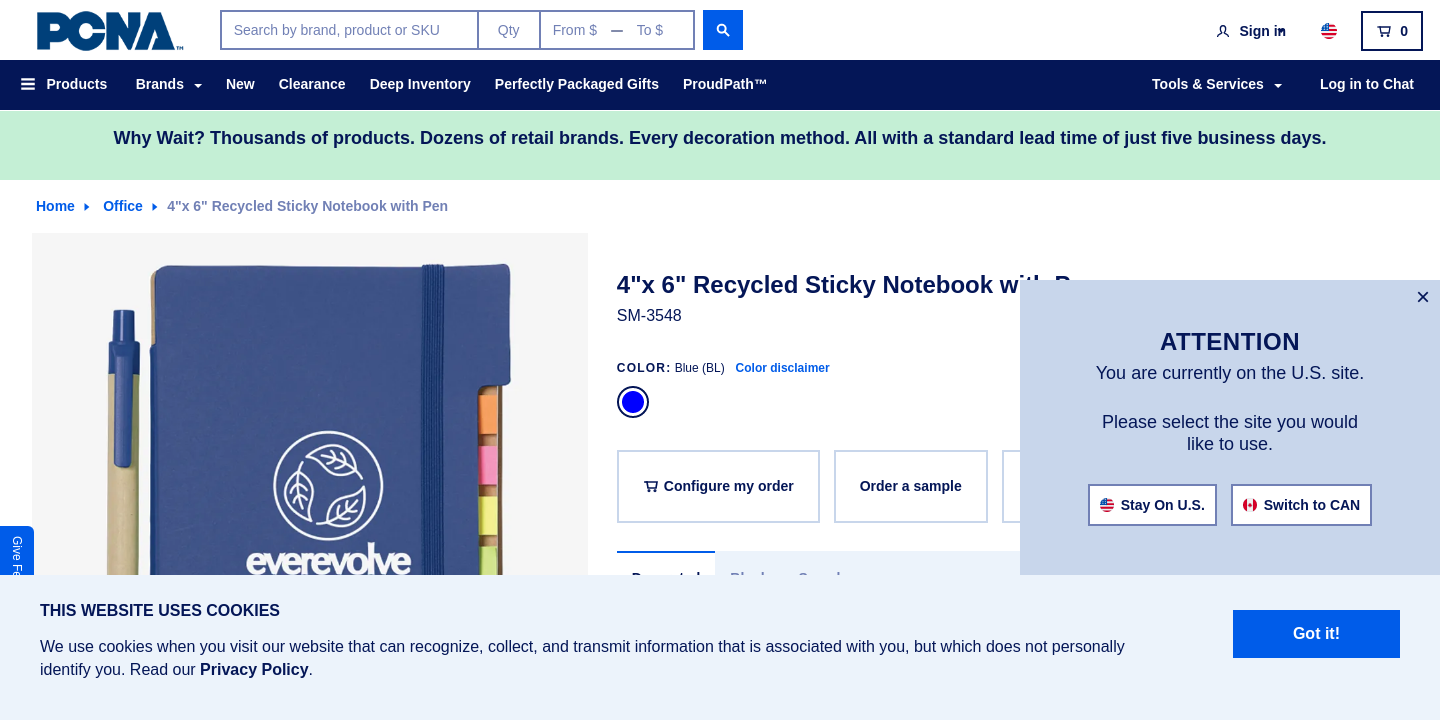 PCNA™
Search by brand, product or SKU
Qty
From $ — To $
Sign in
0
Products
Brands
New
Clearance
Deep Inventory
Perfectly Packaged Gifts
ProudPath™
Tools & Services
Log in to Chat
Why Wait? Thousands of products. Dozens of retail brands. Every decoration method. All with a standard lead time of just five business days.
Home
Office
4"x 6" Recycled Sticky Notebook with Pen
4"x 6" Recycled Sticky Notebook with
SM-3548
COLOR: Blue (BL) Color disclaimer
Configure my order
Order a sample
everevolve
Give
×
ATTENTION
You are currently on the U.S. site.
Please select the site you would
like to use.
Stay On U.S.
Switch to CAN
THIS WEBSITE USES COOKIES
We use cookies when you visit our website that can recognize, collect, and transmit information that is associated with you, but which does not personally
identify you. Read our Privacy Policy.
Got it!